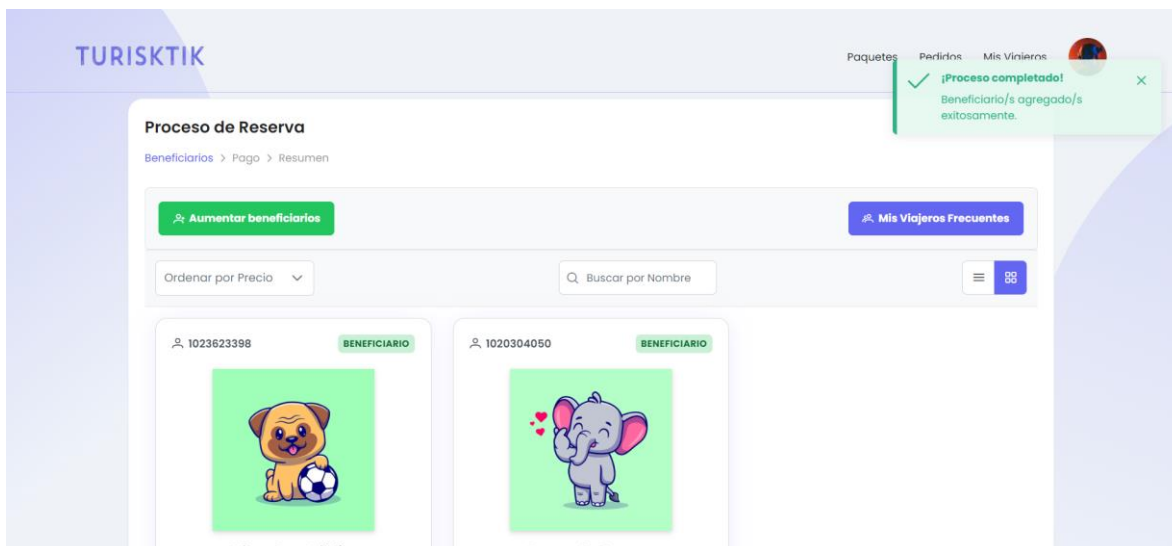 TURISKTIK
Paquetes Pedidos Mis Viajeros
¡Proceso completado!
Beneficiario/s agregado/s
exitosamente.
Proceso de Reserva
Beneficiarios > Pago > Resumen
Aumentar beneficiarios
Mis Viajeros Frecuentes
Ordenar por Precio
Buscar por Nombre
1023623398 BENEFICIARIO
1020304050 BENEFICIARIO